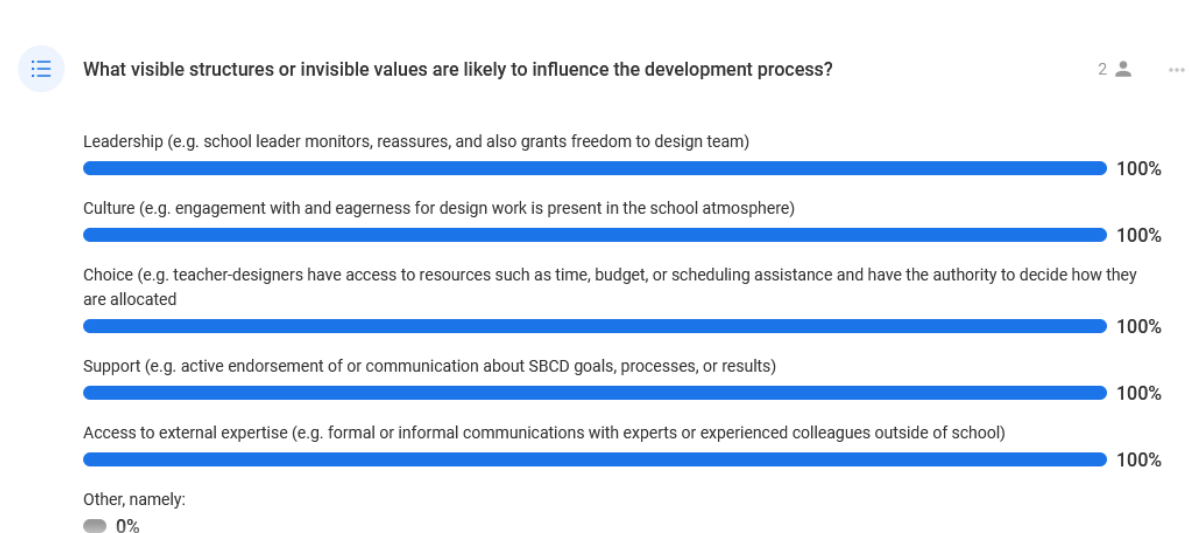 What visible structures or invisible values are likely to influence the development process?
2
Leadership (e.g. school leader monitors, reassures, and also grants freedom to design team)
100%
Culture (e.g. engagement with and eagerness for design work is present in the school atmosphere)
100%
Choice (e.g. teacher-designers have access to resources such as time, budget, or scheduling assistance and have the authority to decide how they
are allocated
100%
Support (e.g. active endorsement of or communication about SBCD goals, processes, or results)
100%
Access to external expertise (e.g. formal or informal communications with experts or experienced colleagues outside of school)
100%
Other, namely:
0%